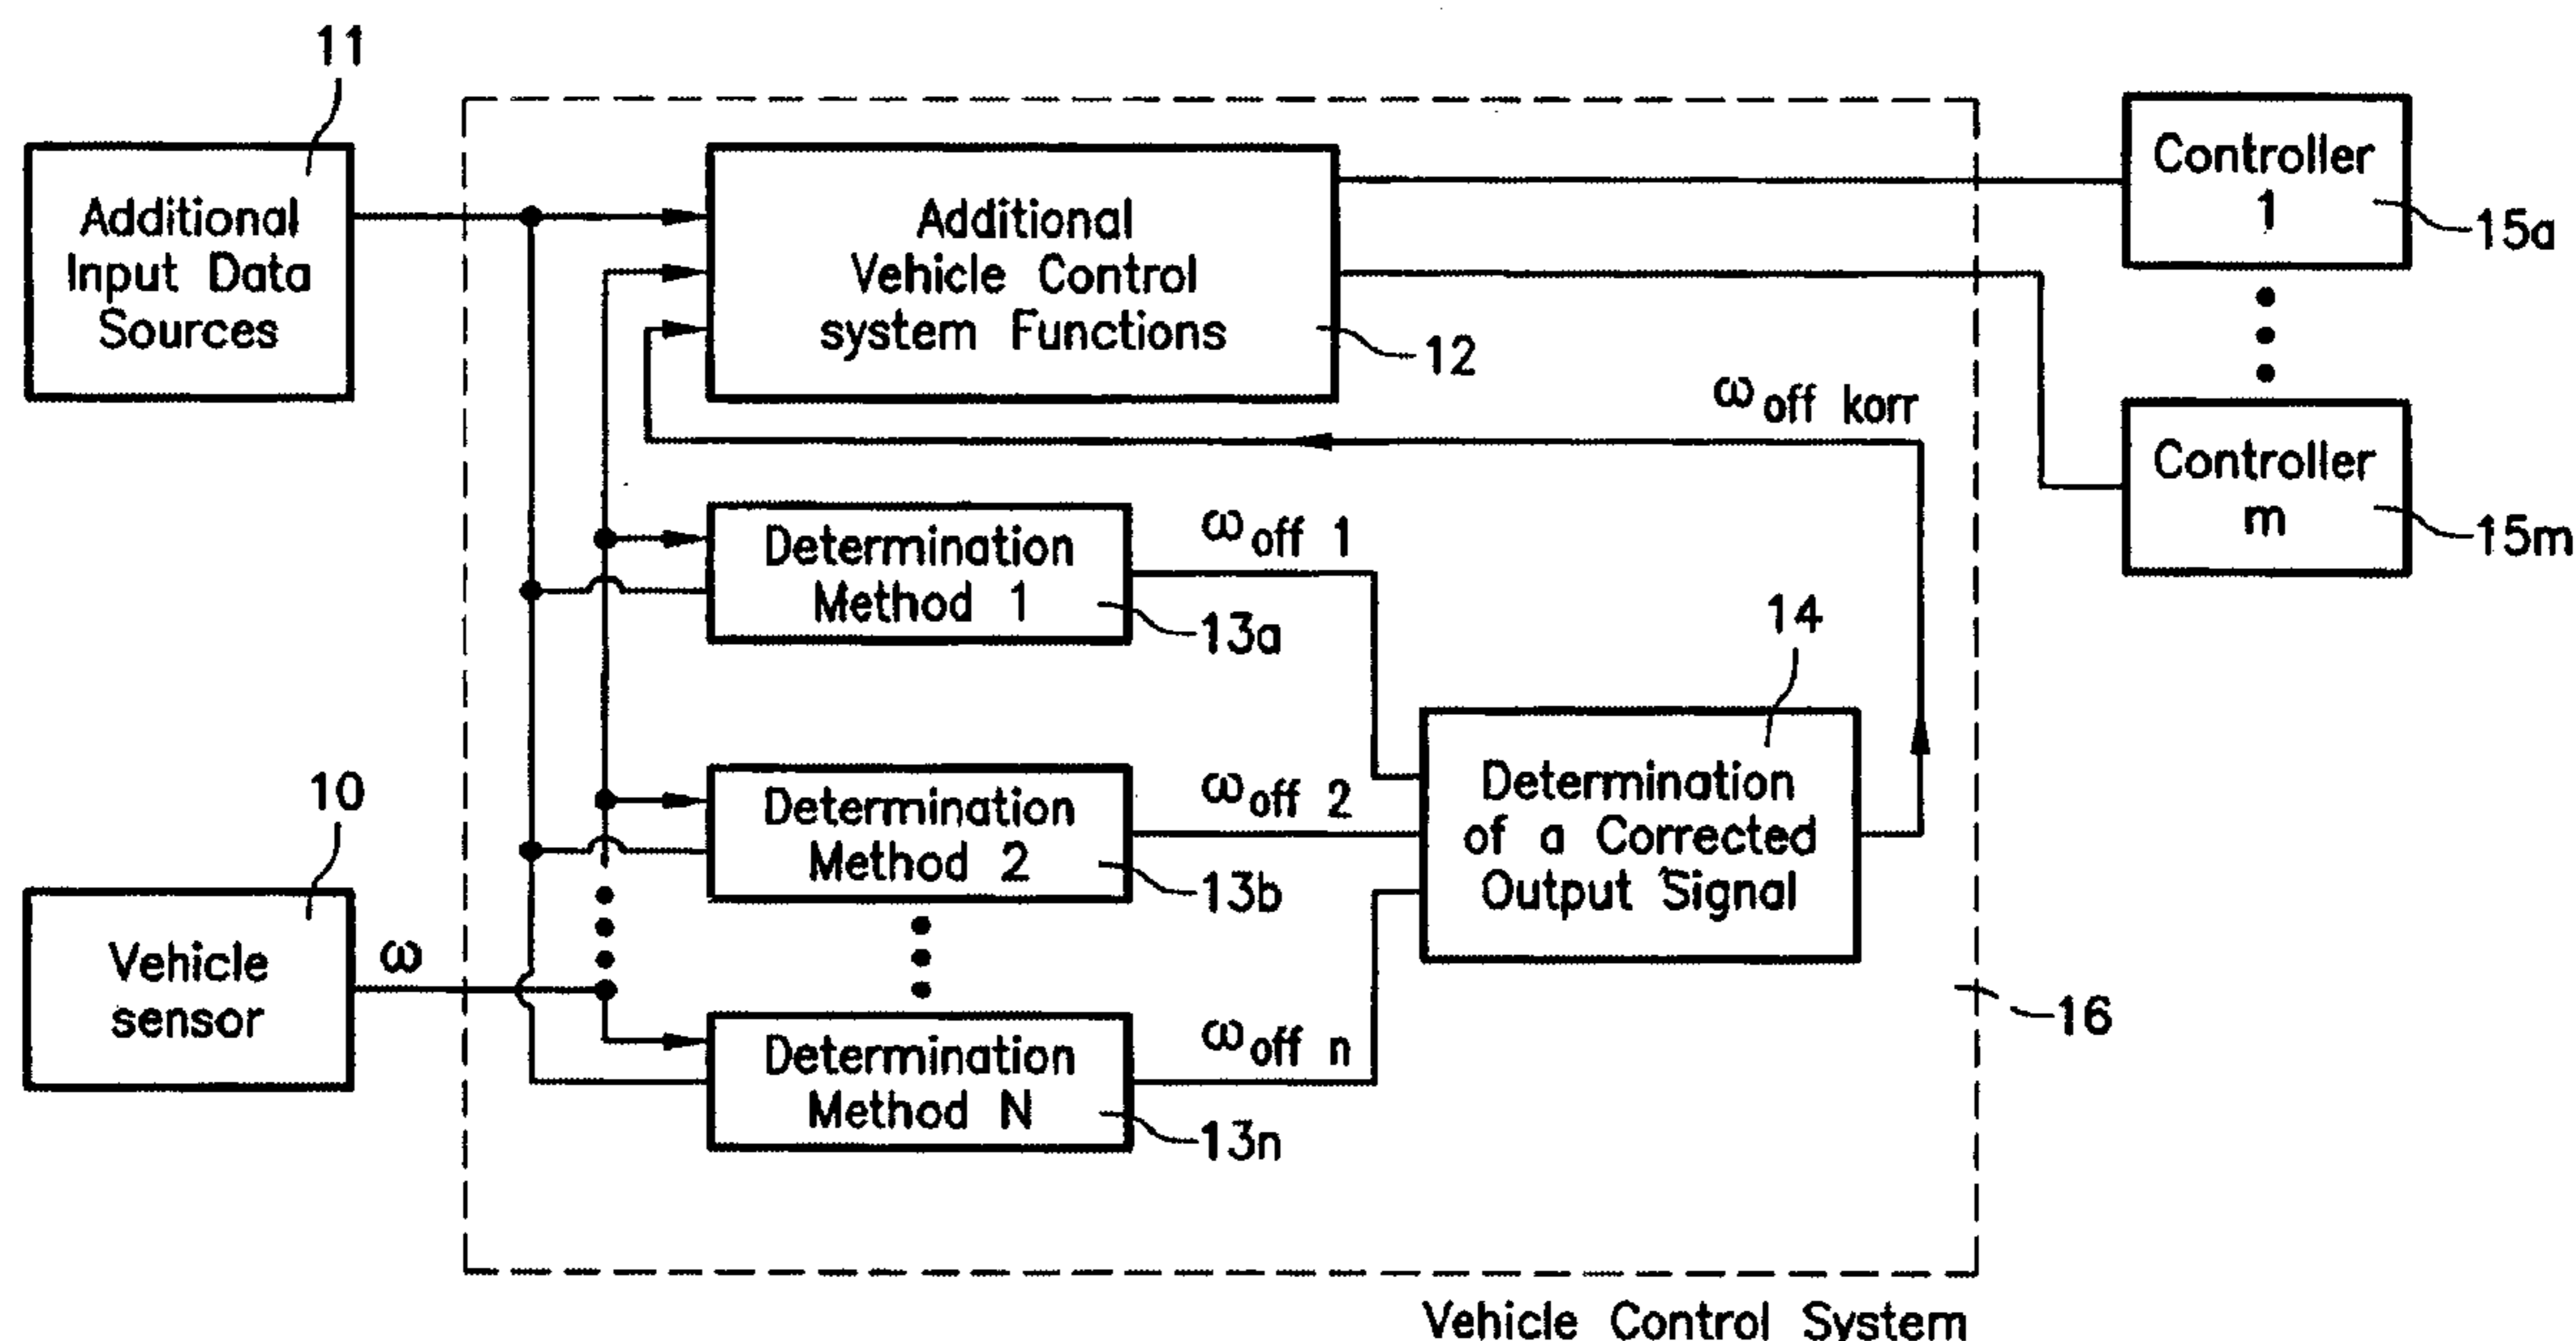 11
Additional
Input Data
Sources
Additional
Vehicle Control
system Functions
12
Controller
1
15a
Controller
m
15m
ω off korr
Determination
Method 1
13a
ω off 1
Determination
Method 2
13b
ω off 2
14
Determination
of a Corrected
Output Signal
10
Vehicle
sensor
ω
Determination
Method N
13n
ω off n
16
Vehicle Control System